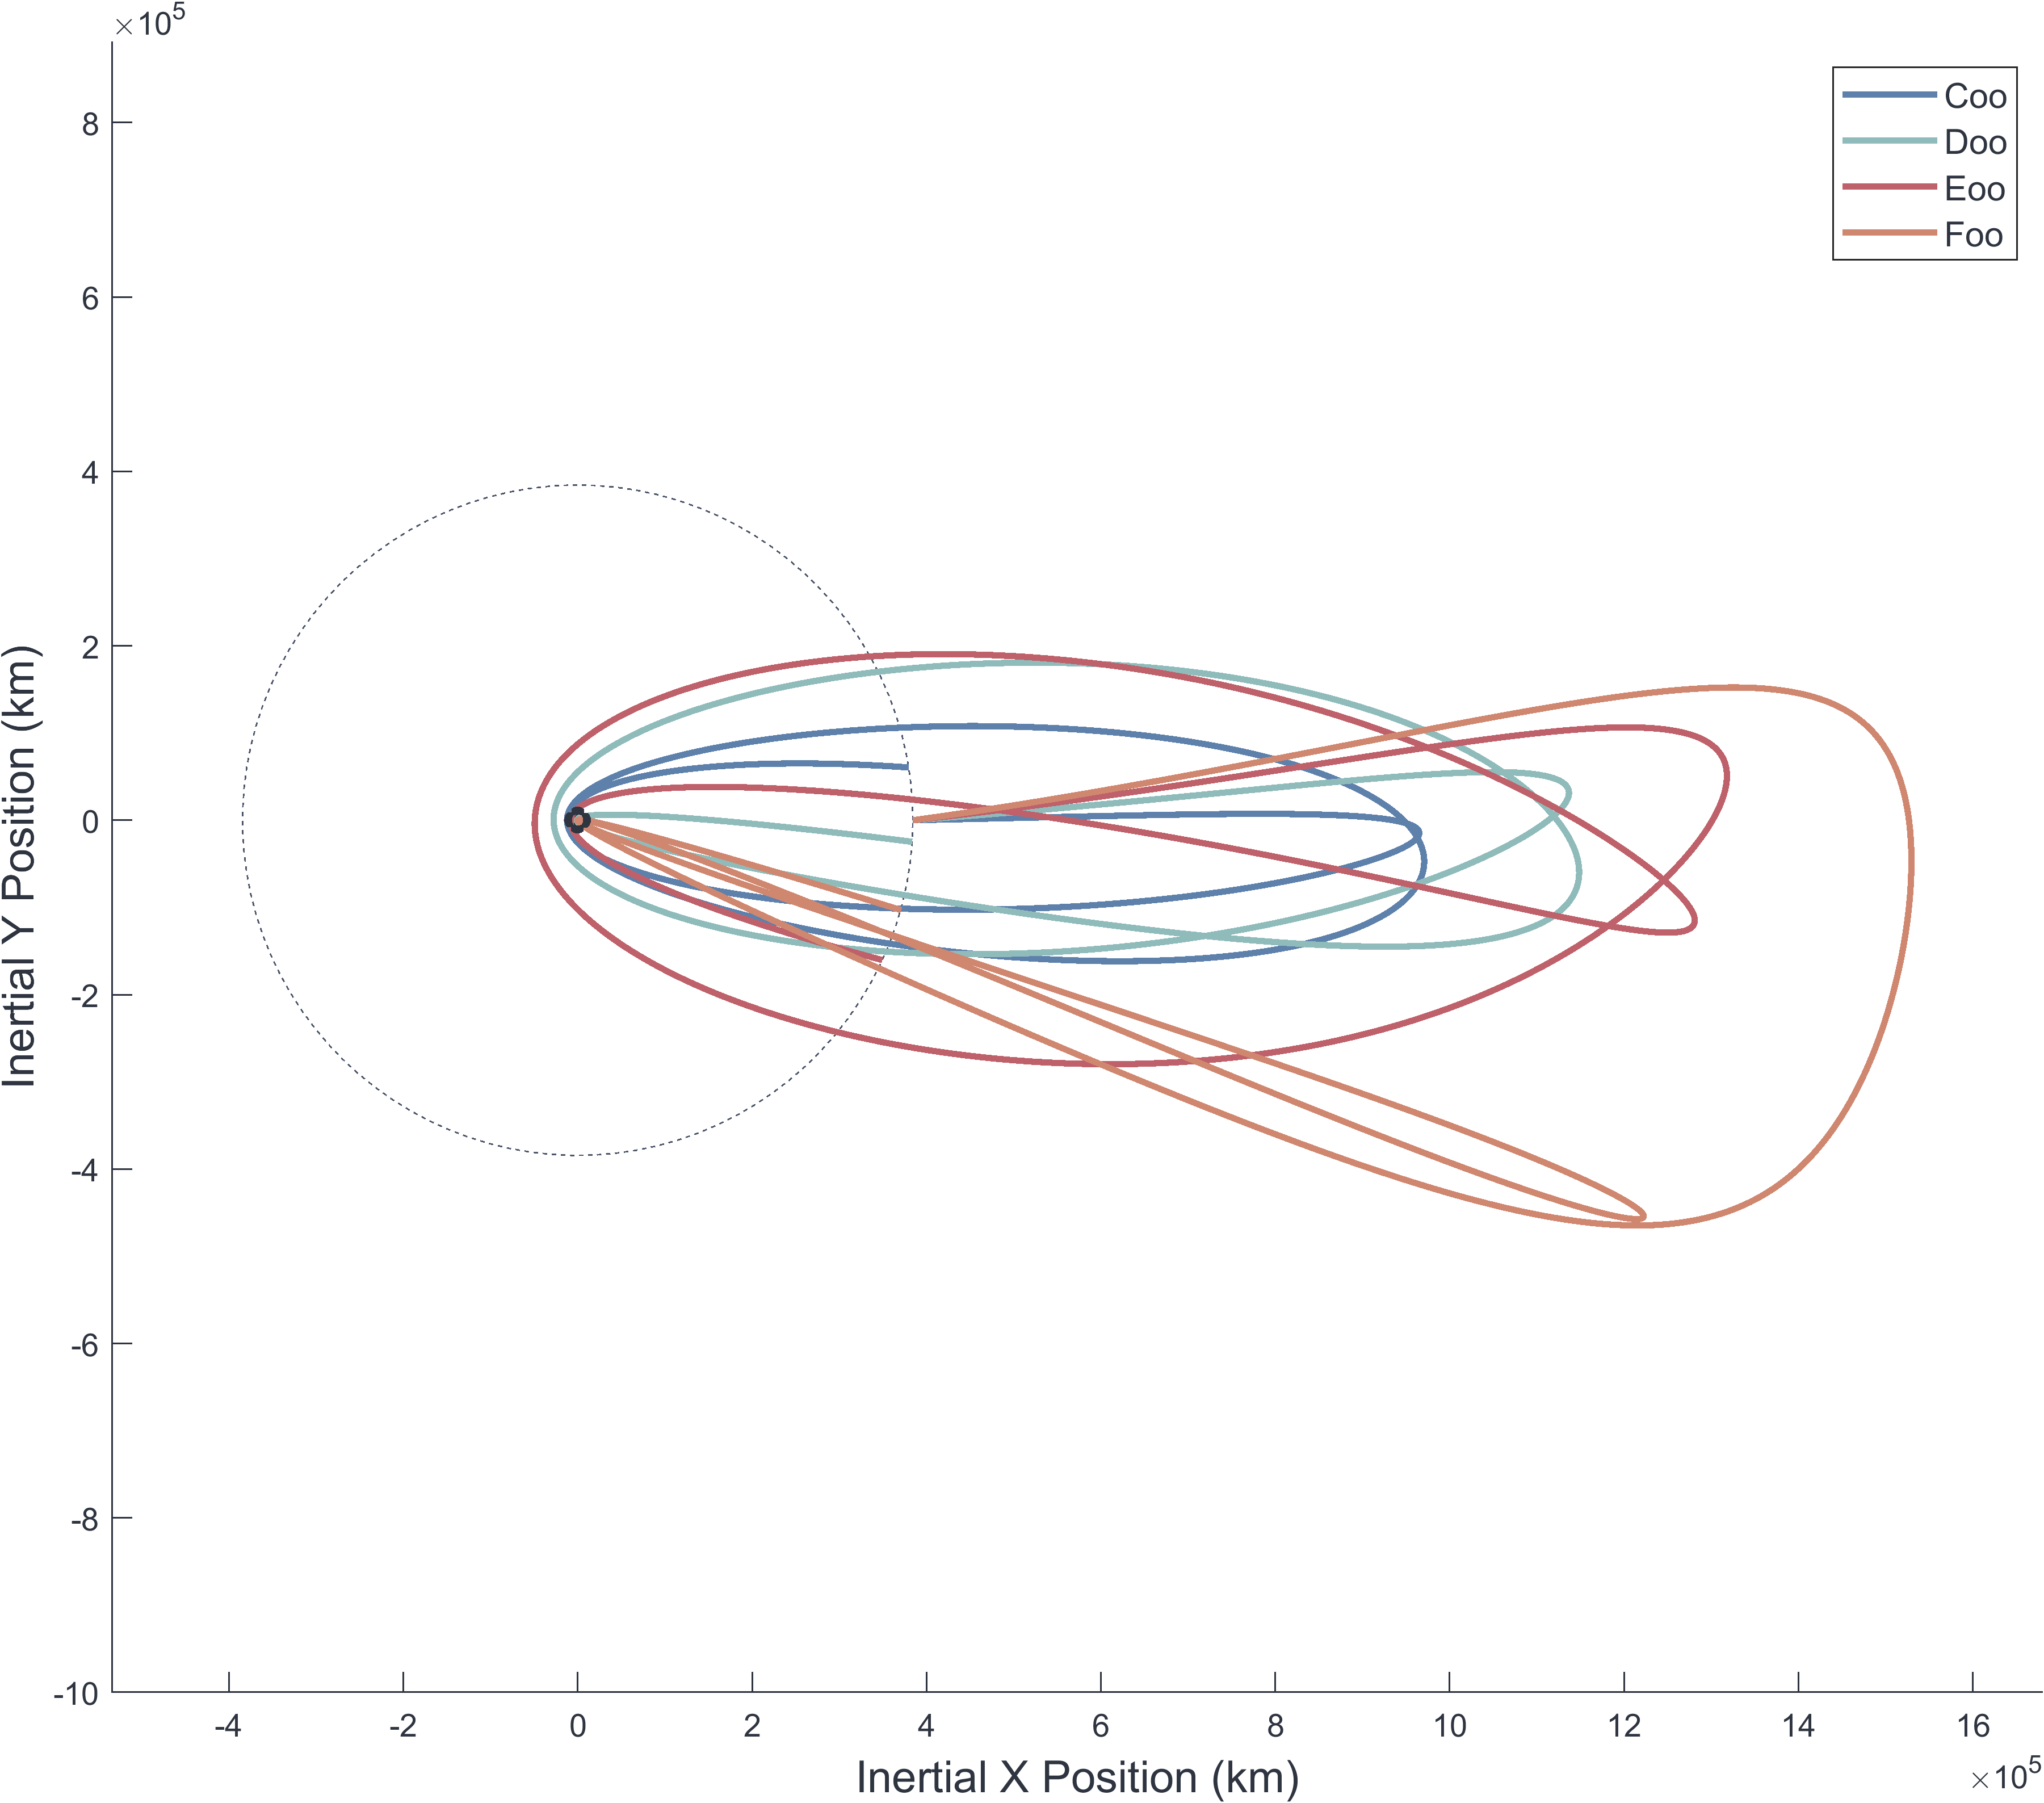 ×10⁵
Coo
Doo
Eoo
Foo
8
6
4
2
0
-2
-4
-6
-8
-10
Inertial Y Position (km)
-4 -2 0 2 4 6 8 10 12 14 16
Inertial X Position (km)
×10⁵